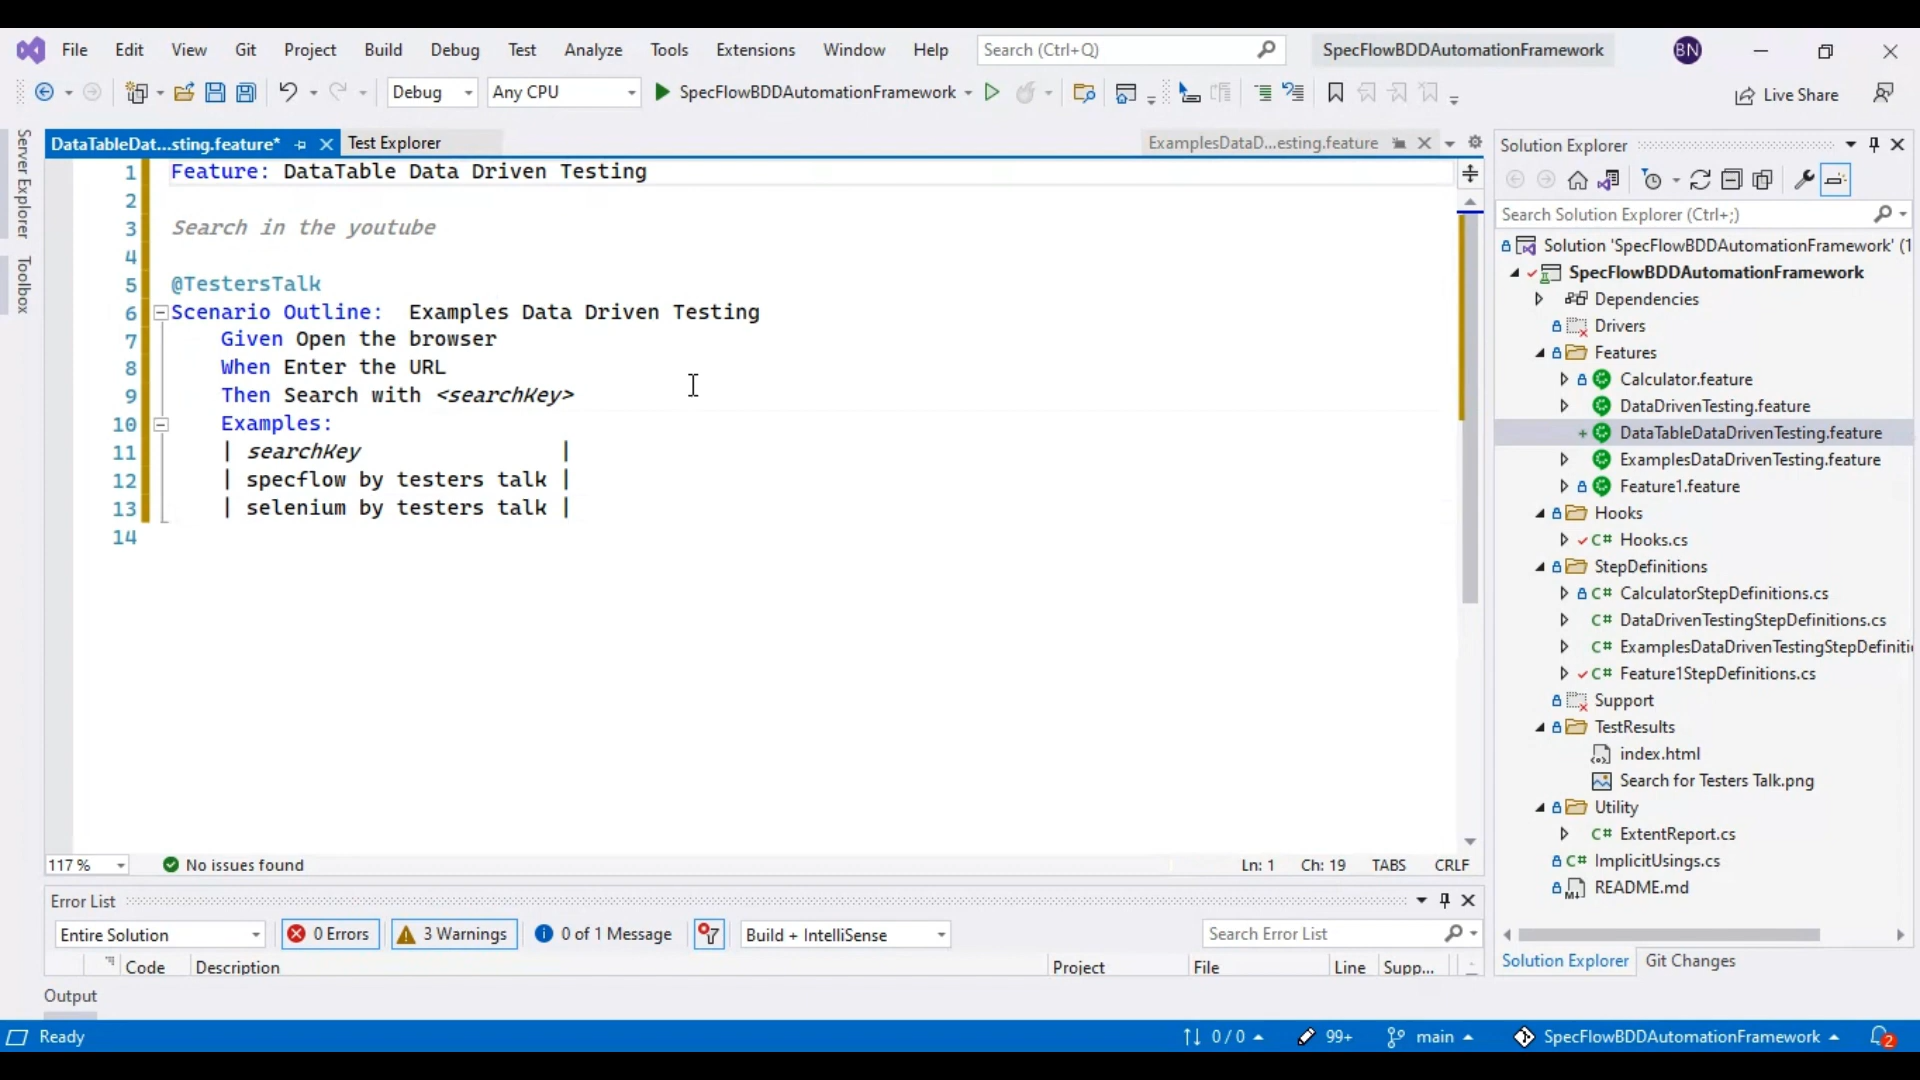 File Edit View Git Project Build Debug Test Analyze Tools Extensions Window Help Search (Ctrl+Q) SpecFlowBDDAutomationFramework BN
Debug Any CPU SpecFlowBDDAutomationFramework Live Share
Server Explorer
Toolbox
DataTableDat...sting.feature* Test Explorer ExamplesDataD...esting.feature
1 Feature: DataTable Data Driven Testing
2
3 Search in the youtube
4
5 @TestersTalk
6 Scenario Outline:  Examples Data Driven Testing
7 Given Open the browser
8 When Enter the URL
9 Then Search with <searchKey>
10 Examples:
11 | searchKey |
12 | specflow by testers talk |
13 | selenium by testers talk |
14
117 % No issues found Ln: 1 Ch: 19 TABS CRLF
Error List
Entire Solution 0 Errors 3 Warnings 0 of 1 Message Build + IntelliSense Search Error List
Code Description Project File Line Supp...
Output
Solution Explorer
Search Solution Explorer (Ctrl+;)
Solution 'SpecFlowBDDAutomationFramework' (1
SpecFlowBDDAutomationFramework
Dependencies
Drivers
Features
Calculator.feature
DataDrivenTesting.feature
DataTableDataDrivenTesting.feature
ExamplesDataDrivenTesting.feature
Feature1.feature
Hooks
C# Hooks.cs
StepDefinitions
C# CalculatorStepDefinitions.cs
C# DataDrivenTestingStepDefinitions.cs
C# ExamplesDataDrivenTestingStepDefiniti
C# Feature1StepDefinitions.cs
Support
TestResults
index.html
Search for Testers Talk.png
Utility
C# ExtentReport.cs
C# ImplicitUsings.cs
README.md
Solution Explorer Git Changes
Ready 0 / 0 99+ main SpecFlowBDDAutomationFramework 2